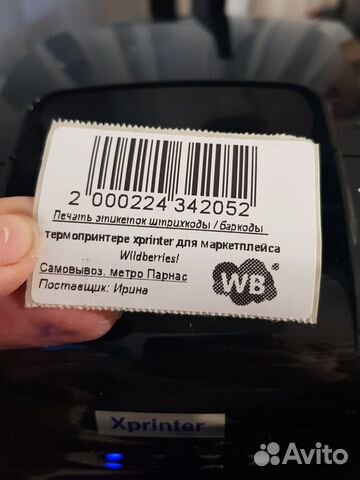 2 000224 342052
Печать этикеток штрихкоды / баркоды
термопринтере xprinter для маркетплейса
Wildberries!
Самовывоз. метро Парнас
Поставщик: Ирина
WB
Xprinter
Avito